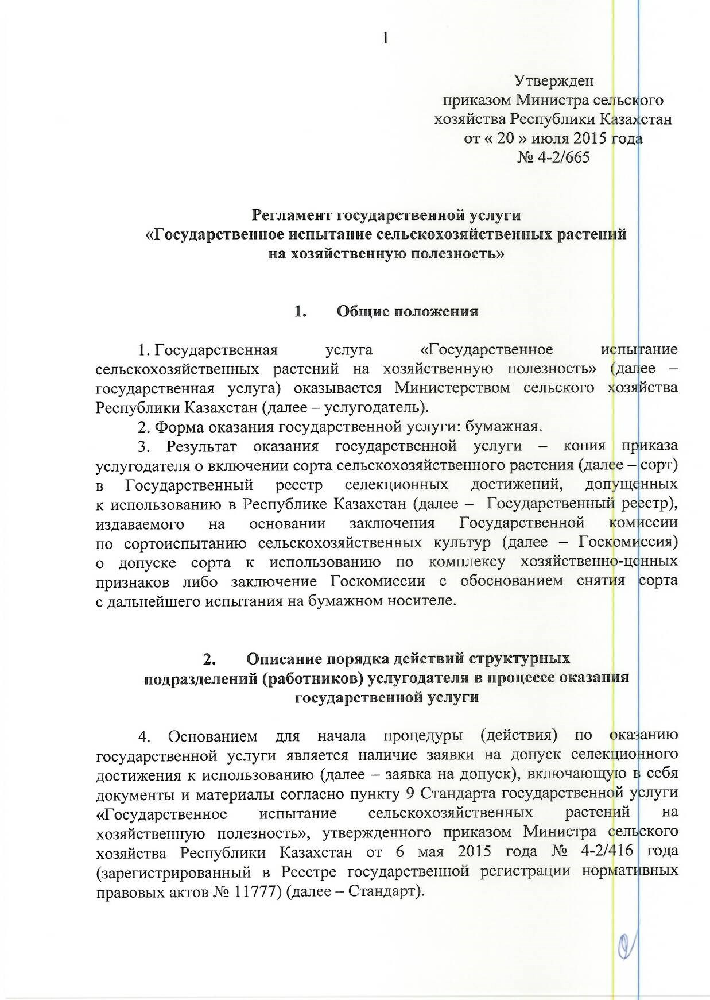 1
Утвержден
приказом Министра сельского
хозяйства Республики Казахстан
от « 20 » июля 2015 года
№ 4-2/665
Регламент государственной услуги
«Государственное испытание сельскохозяйственных растений
на хозяйственную полезность»
1. Общие положения
1. Государственная услуга «Государственное испытание
сельскохозяйственных растений на хозяйственную полезность» (далее –
государственная услуга) оказывается Министерством сельского хозяйства
Республики Казахстан (далее – услугодатель).
2. Форма оказания государственной услуги: бумажная.
3. Результат оказания государственной услуги – копия приказа
услугодателя о включении сорта сельскохозяйственного растения (далее – сорт)
в Государственный реестр селекционных достижений, допущенных
к использованию в Республике Казахстан (далее – Государственный реестр),
издаваемого на основании заключения Государственной комиссии
по сортоиспытанию сельскохозяйственных культур (далее – Госкомиссия)
о допуске сорта к использованию по комплексу хозяйственно-ценных
признаков либо заключение Госкомиссии с обоснованием снятия сорта
с дальнейшего испытания на бумажном носителе.
2. Описание порядка действий структурных
подразделений (работников) услугодателя в процессе оказания
государственной услуги
4. Основанием для начала процедуры (действия) по оказанию
государственной услуги является наличие заявки на допуск селекционного
достижения к использованию (далее – заявка на допуск), включающую в себя
документы и материалы согласно пункту 9 Стандарта государственной услуги
«Государственное испытание сельскохозяйственных растений на
хозяйственную полезность», утвержденного приказом Министра сельского
хозяйства Республики Казахстан от 6 мая 2015 года № 4-2/416 года
(зарегистрированный в Реестре государственной регистрации нормативных
правовых актов № 11777) (далее – Стандарт).